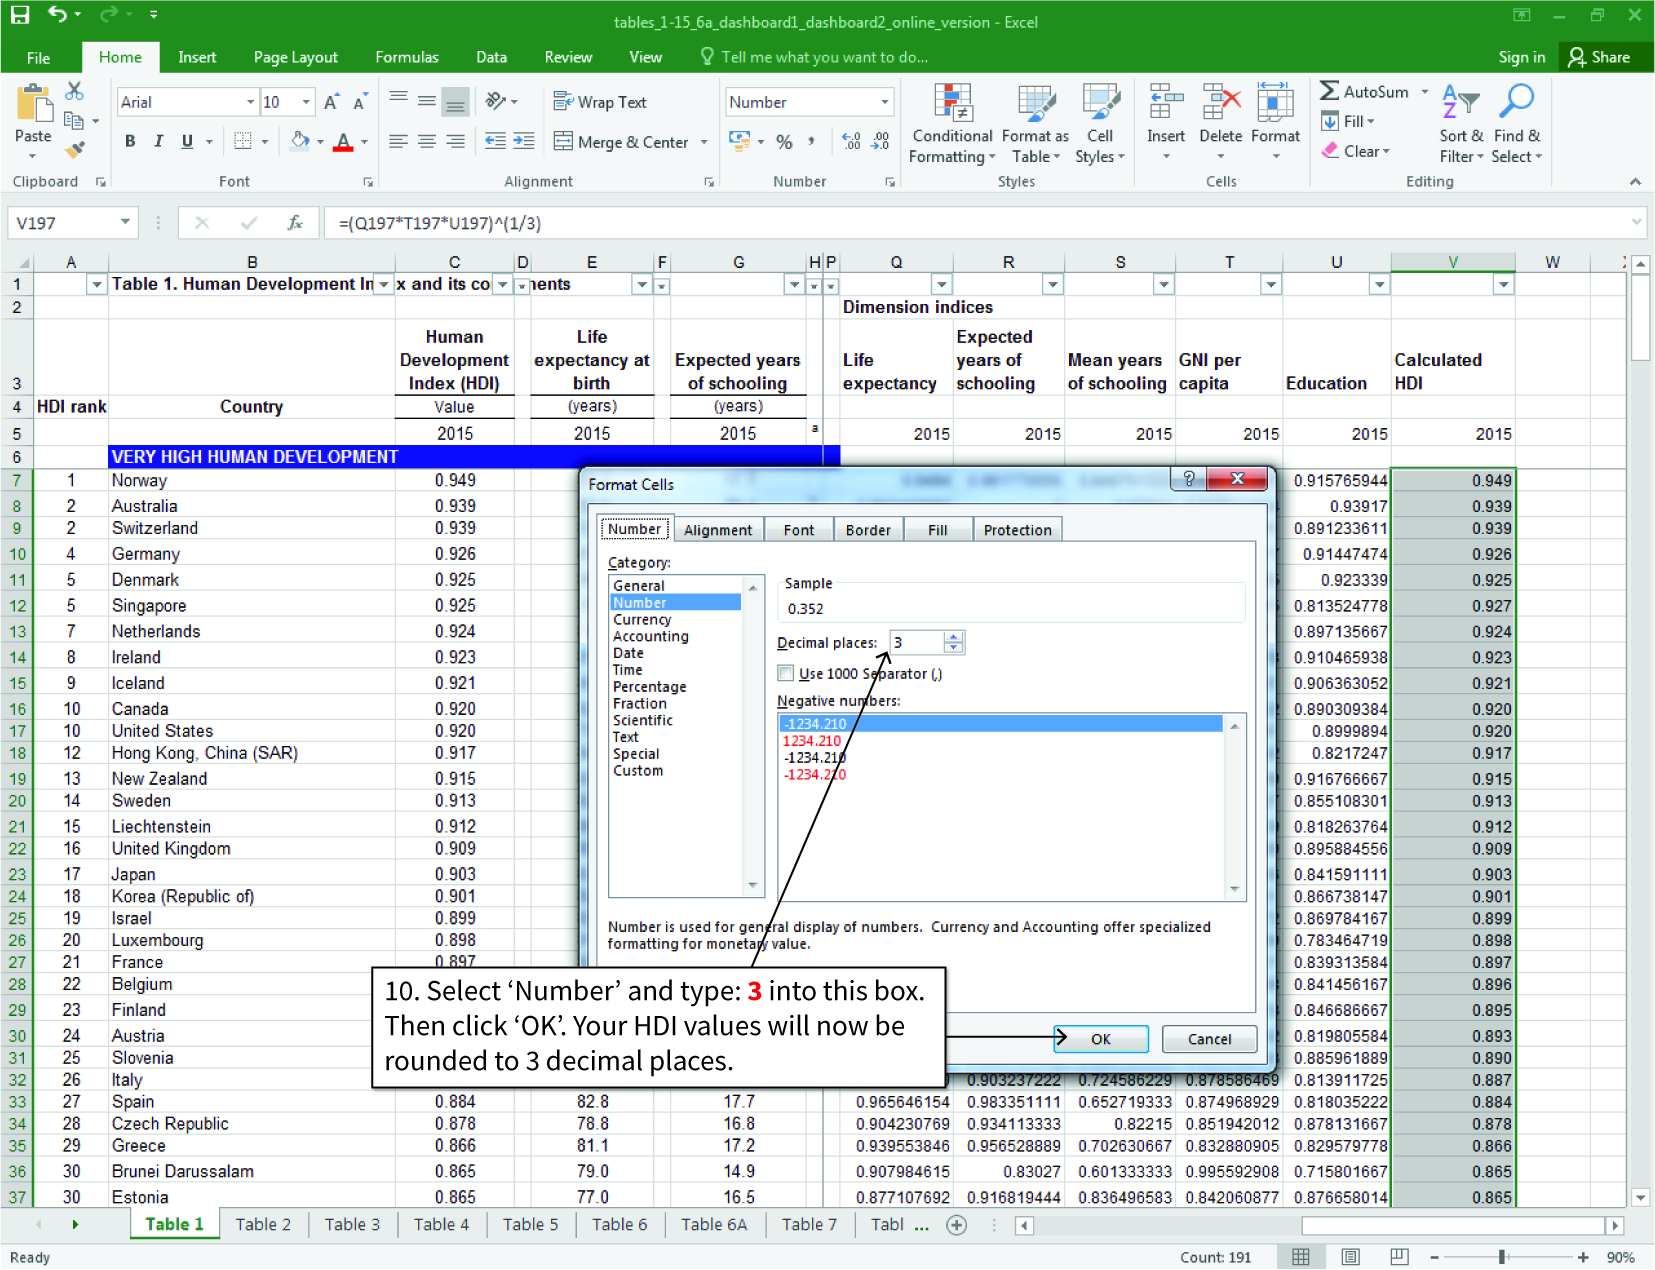 tables_1-15_6a_dashboard1_dashboard2_online_version - Excel
File Home Insert Page Layout Formulas Data Review View Tell me what you want to do... Sign in Share
Paste Arial 10 Wrap Text Number Conditional Formatting Format as Table Cell Styles Insert Delete Format AutoSum Fill Clear Sort & Filter Find & Select
B I U A Merge & Center %
Clipboard Font Alignment Number Styles Cells Editing
V197 fx =(Q197*T197*U197)^(1/3)
A B C D E F G H P Q R S T U V W
1 Table 1. Human Development In x and its co nents
2 Dimension indices
3 Human Development Index (HDI) Life expectancy at birth Expected years of schooling Life expectancy Expected years of schooling Mean years of schooling GNI per capita Education Calculated HDI
4 HDI rank Country Value (years) (years)
5 2015 2015 2015 a 2015 2015 2015 2015 2015 2015
6 VERY HIGH HUMAN DEVELOPMENT
7 1 Norway 0.949 0.915765944 0.949
8 2 Australia 0.939 0.93917 0.939
9 2 Switzerland 0.939 0.891233611 0.939
10 4 Germany 0.926 0.91447474 0.926
11 5 Denmark 0.925 0.923339 0.925
12 5 Singapore 0.925 0.813524778 0.927
13 7 Netherlands 0.924 0.897135667 0.924
14 8 Ireland 0.923 0.910465938 0.923
15 9 Iceland 0.921 0.906363052 0.921
16 10 Canada 0.920 0.890309384 0.920
17 10 United States 0.920 0.8999894 0.920
18 12 Hong Kong, China (SAR) 0.917 0.8217247 0.917
19 13 New Zealand 0.915 0.916766667 0.915
20 14 Sweden 0.913 0.855108301 0.913
21 15 Liechtenstein 0.912 0.818263764 0.912
22 16 United Kingdom 0.909 0.895884556 0.909
23 17 Japan 0.903 0.841591111 0.903
24 18 Korea (Republic of) 0.901 0.866738147 0.901
25 19 Israel 0.899 0.869784167 0.899
26 20 Luxembourg 0.898 0.783464719 0.898
27 21 France 0.897 0.839313584 0.897
28 22 Belgium 0.841456167 0.896
29 23 Finland 0.846686667 0.895
30 24 Austria 0.819805584 0.893
31 25 Slovenia 0.885961889 0.890
32 26 Italy 0.903237222 0.724586229 0.878586469 0.813911725 0.887
33 27 Spain 0.884 82.8 17.7 0.965646154 0.983351111 0.652719333 0.874968929 0.818035222 0.884
34 28 Czech Republic 0.878 78.8 16.8 0.904230769 0.934113333 0.82215 0.851942012 0.878131667 0.878
35 29 Greece 0.866 81.1 17.2 0.939553846 0.956528889 0.702630667 0.832880905 0.829579778 0.866
36 30 Brunei Darussalam 0.865 79.0 14.9 0.907984615 0.83027 0.601333333 0.995592908 0.715801667 0.865
37 30 Estonia 0.865 77.0 16.5 0.877107692 0.916819444 0.836496583 0.842060877 0.876658014 0.865
Format Cells
Number Alignment Font Border Fill Protection
Category:
General
Number
Currency
Accounting
Date
Time
Percentage
Fraction
Scientific
Text
Special
Custom
Sample
0.352
Decimal places: 3
Use 1000 Separator (,)
Negative numbers:
-1234.210
1234.210
-1234.210
-1234.210
Number is used for general display of numbers. Currency and Accounting offer specialized
formatting for monetary value.
OK Cancel
10. Select ‘Number’ and type: 3 into this box.
Then click ‘OK’. Your HDI values will now be
rounded to 3 decimal places.
Table 1 Table 2 Table 3 Table 4 Table 5 Table 6 Table 6A Table 7 Tabl ...
Ready Count: 191 90%